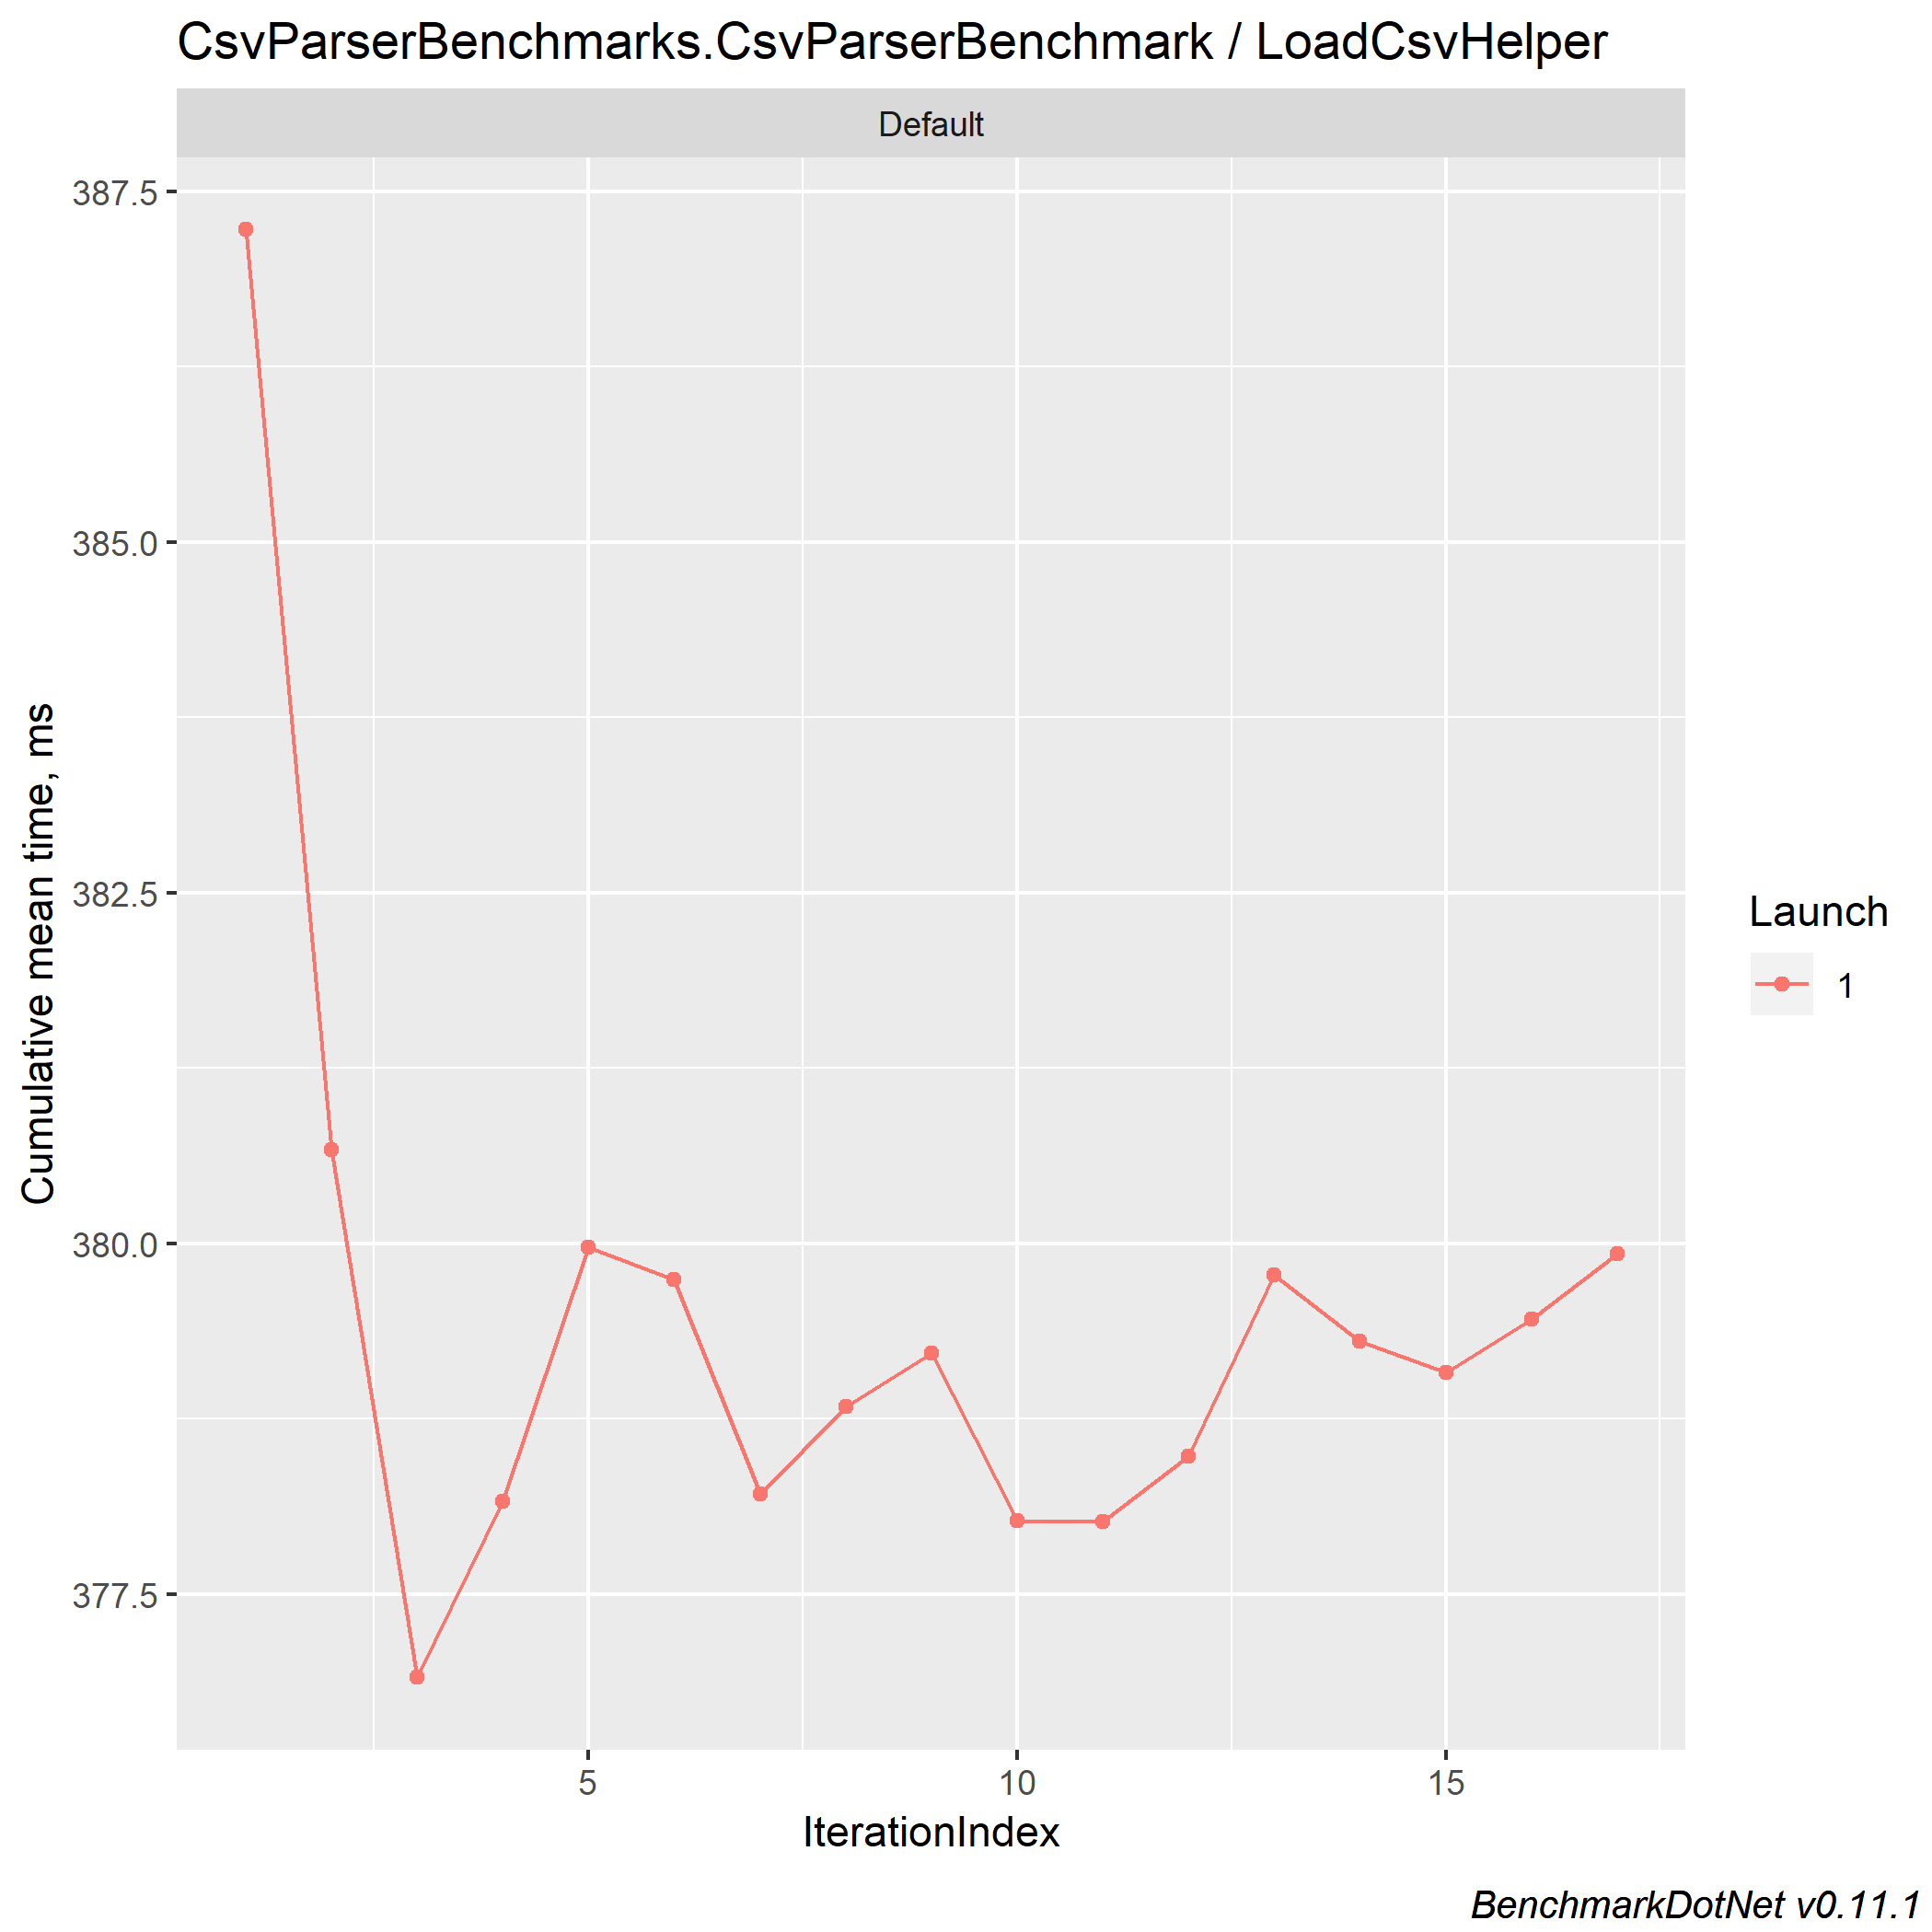 CsvParserBenchmarks.CsvParserBenchmark / LoadCsvHelper
Default
387.5
385.0
382.5
380.0
377.5
Cumulative mean time, ms
5
10
15
IterationIndex
Launch
1
BenchmarkDotNet v0.11.1